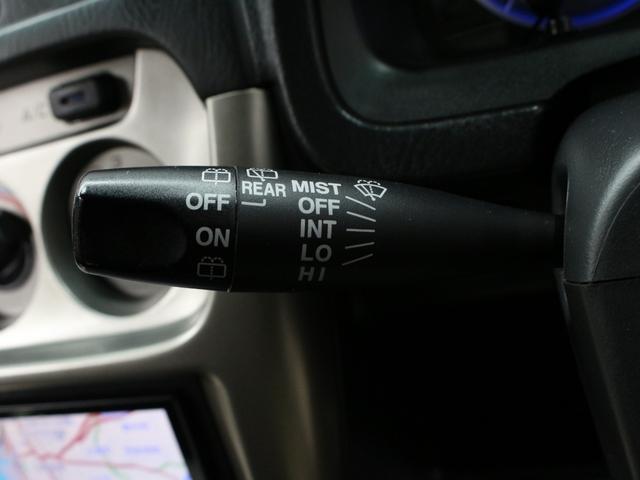 A/C
OFF
ON
REAR
MIST
OFF
INT
LO
HI